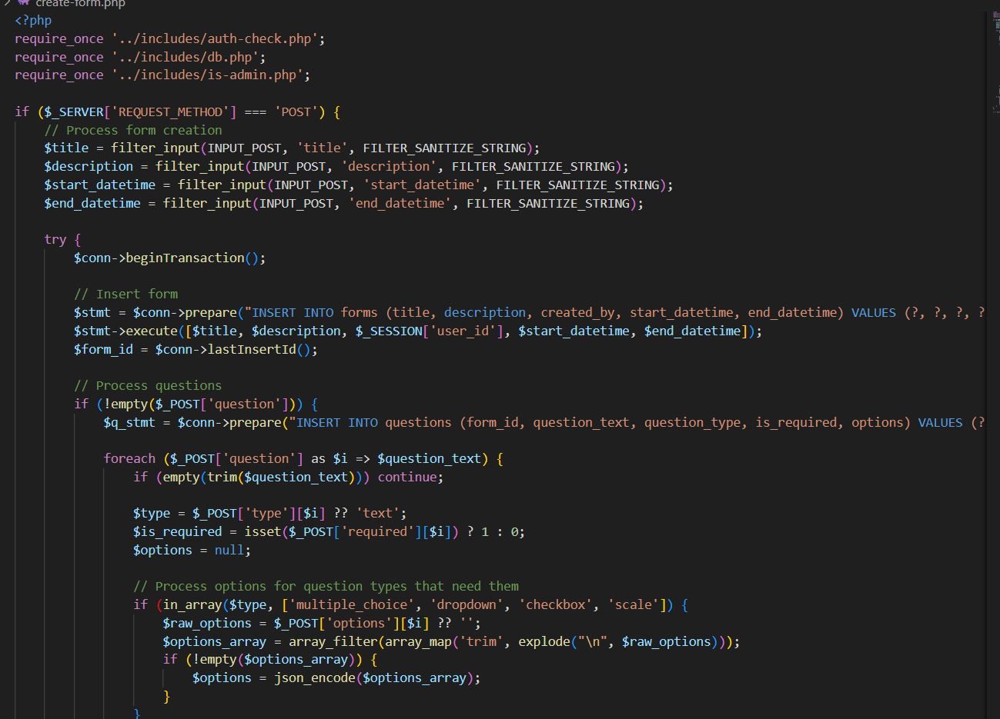 create-form.php
<?php
require_once '../includes/auth-check.php';
require_once '../includes/db.php';
require_once '../includes/is-admin.php';
if ($_SERVER['REQUEST_METHOD'] === 'POST') {
// Process form creation
$title = filter_input(INPUT_POST, 'title', FILTER_SANITIZE_STRING);
$description = filter_input(INPUT_POST, 'description', FILTER_SANITIZE_STRING);
$start_datetime = filter_input(INPUT_POST, 'start_datetime', FILTER_SANITIZE_STRING);
$end_datetime = filter_input(INPUT_POST, 'end_datetime', FILTER_SANITIZE_STRING);
try {
$conn->beginTransaction();
// Insert form
$stmt = $conn->prepare("INSERT INTO forms (title, description, created_by, start_datetime, end_datetime) VALUES (?, ?, ?, ?
$stmt->execute([$title, $description, $_SESSION['user_id'], $start_datetime, $end_datetime]);
$form_id = $conn->lastInsertId();
// Process questions
if (!empty($_POST['question'])) {
$q_stmt = $conn->prepare("INSERT INTO questions (form_id, question_text, question_type, is_required, options) VALUES (?
foreach ($_POST['question'] as $i => $question_text) {
if (empty(trim($question_text))) continue;
$type = $_POST['type'][$i] ?? 'text';
$is_required = isset($_POST['required'][$i]) ? 1 : 0;
$options = null;
// Process options for question types that need them
if (in_array($type, ['multiple_choice', 'dropdown', 'checkbox', 'scale']) {
$raw_options = $_POST['options'][$i] ?? '';
$options_array = array_filter(array_map('trim', explode("\n", $raw_options)));
if (!empty($options_array)) {
$options = json_encode($options_array);
}
}